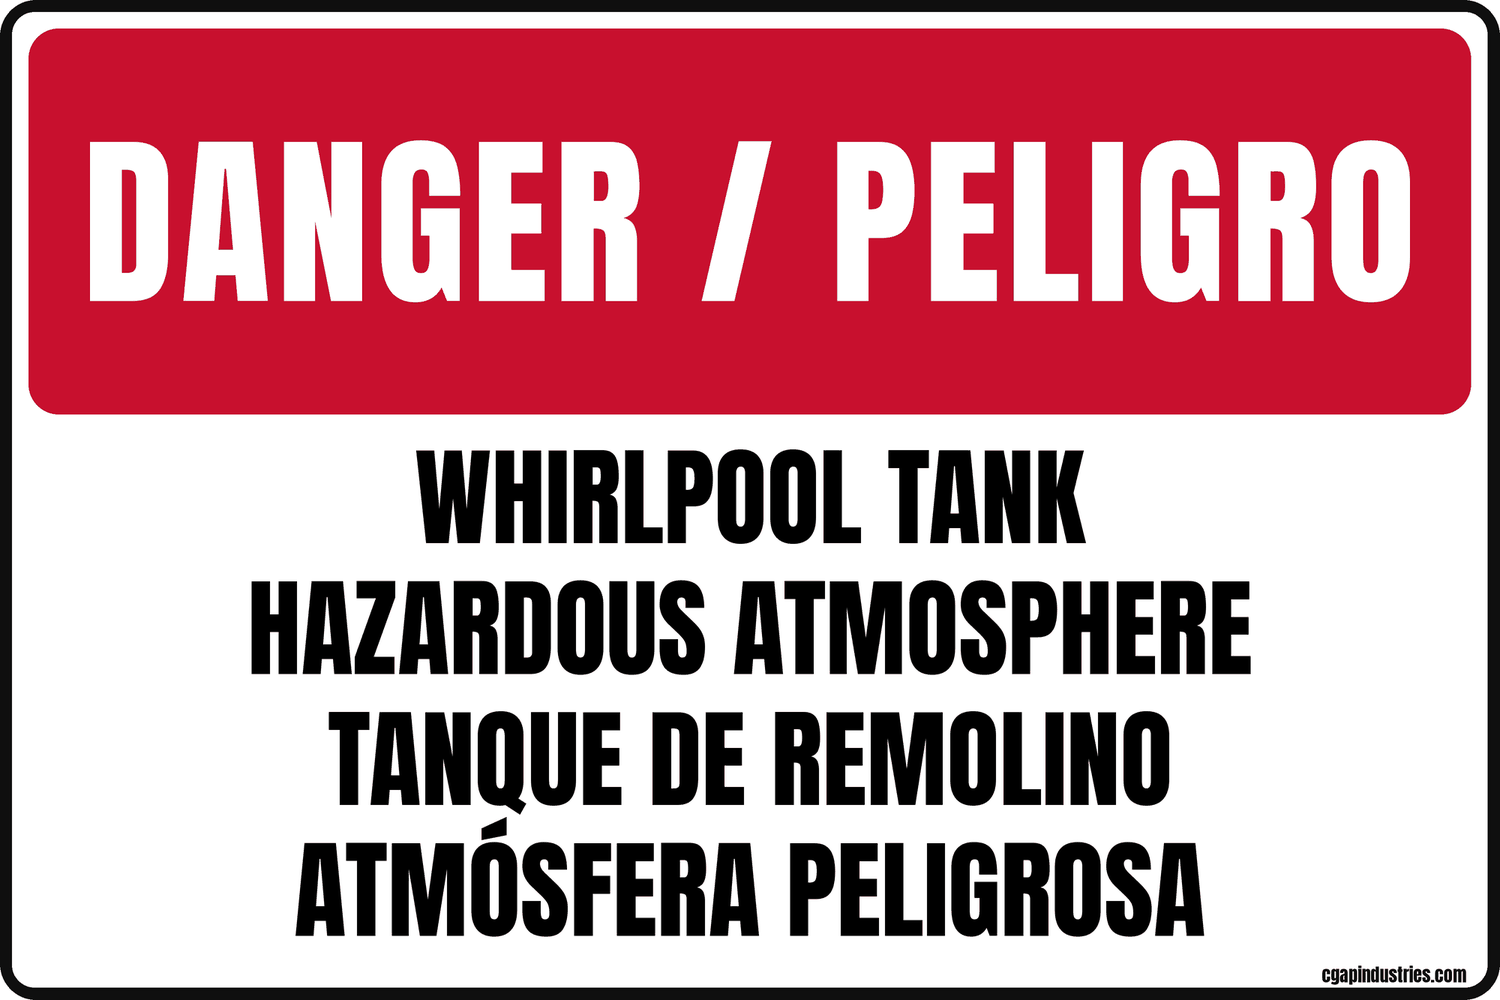 DANGER / PELIGRO
WHIRLPOOL TANK
HAZARDOUS ATMOSPHERE
TANQUE DE REMOLINO
ATMÓSFERA PELIGROSA
cgapindustries.com